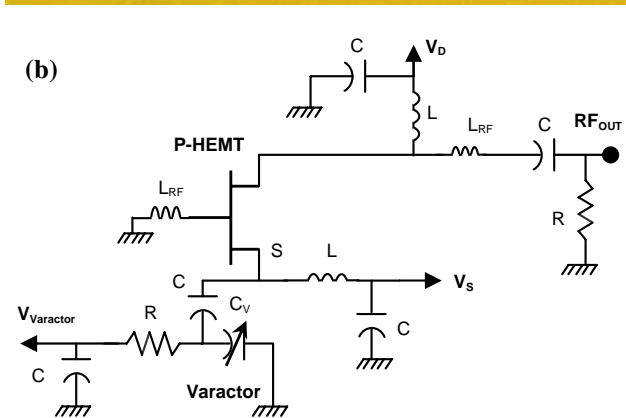 (b)
C
V_D
L
L_RF
C
RF_OUT
P-HEMT
L_RF
R
S
L
C
C_V
V_S
V_Varactor
R
C
C
Varactor